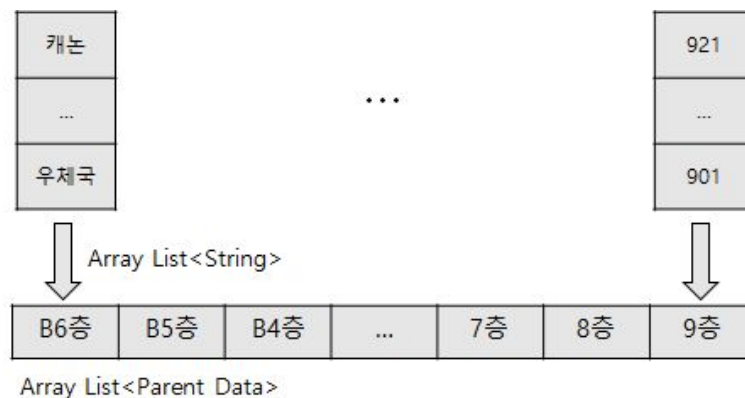 캐논
921
...
...
...
우체국
901
Array List<String>
B6층 B5층 B4층 ... 7층 8층 9층
Array List<Parent Data>